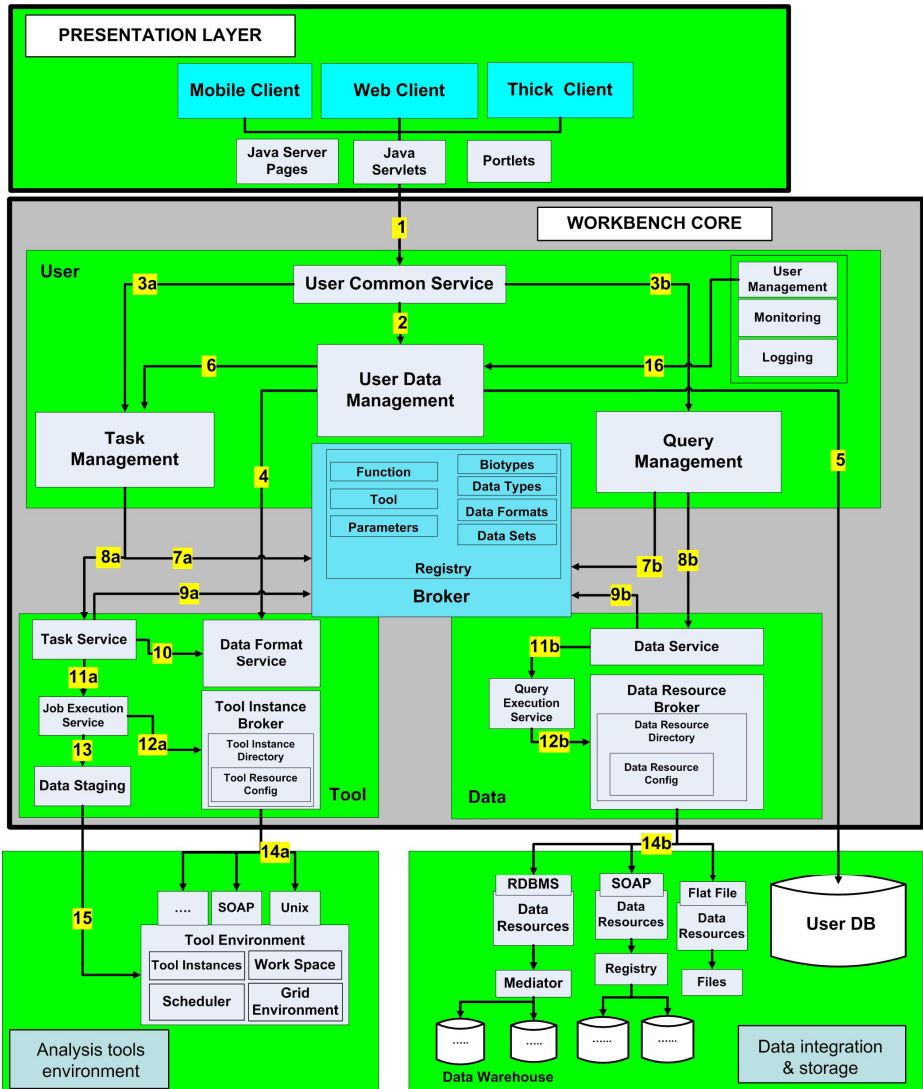 PRESENTATION LAYER
Mobile Client
Web Client
Thick Client
Java Server
Pages
Java
Servlets
Portlets
1
WORKBENCH CORE
User
3a
User Common Service
3b
User
Management
Monitoring
Logging
2
6
16
User Data
Management
Task
Management
4
Query
Management
5
Function
Tool
Parameters
Biotypes
Data Types
Data Formats
Data Sets
Registry
Broker
8a
7a
7b
8b
9a
9b
Task Service
10
Data Format
Service
11a
Job Execution
Service
12a
13
Data Staging
Tool Instance
Broker
Tool Instance
Directory
Tool Resource
Config
Tool
Data Service
11b
Query
Execution
Service
12b
Data Resource
Broker
Data Resource
Directory
Data Resource
Config
Data
14a
14b
15
....
SOAP
Unix
Tool Environment
Tool Instances
Work Space
Scheduler
Grid
Environment
Analysis tools
environment
RDBMS
Data
Resources
Mediator
SOAP
Data
Resources
Registry
Flat File
Data
Resources
Files
User DB
.....
.....
......
......
Data Warehouse
Data integration
& storage